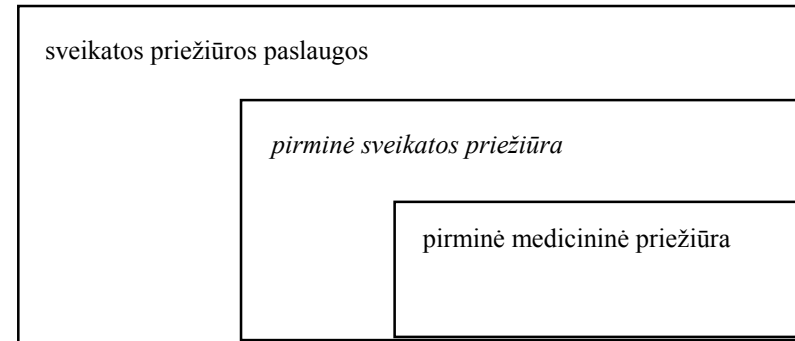 sveikatos priežiūros paslaugos
pirminė sveikatos priežiūra
pirminė medicininė priežiūra